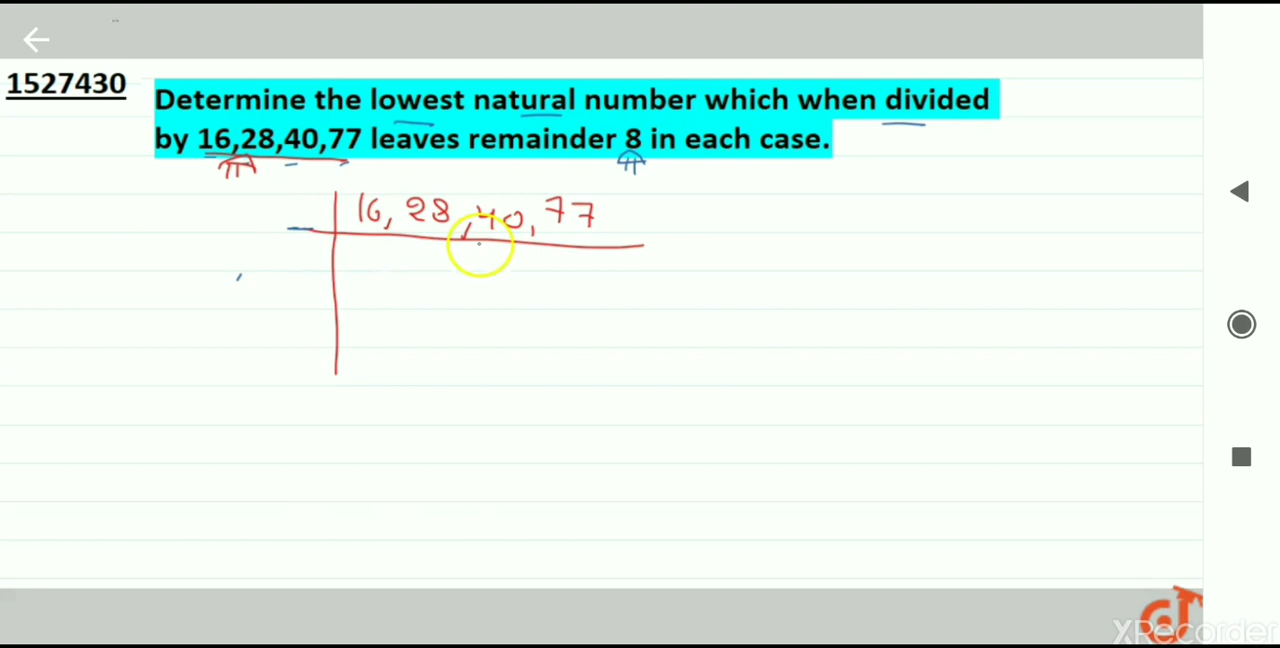 1527430
Determine the lowest natural number which when divided
by 16,28,40,77 leaves remainder 8 in each case.
16, 28, 40, 77
XRecorder